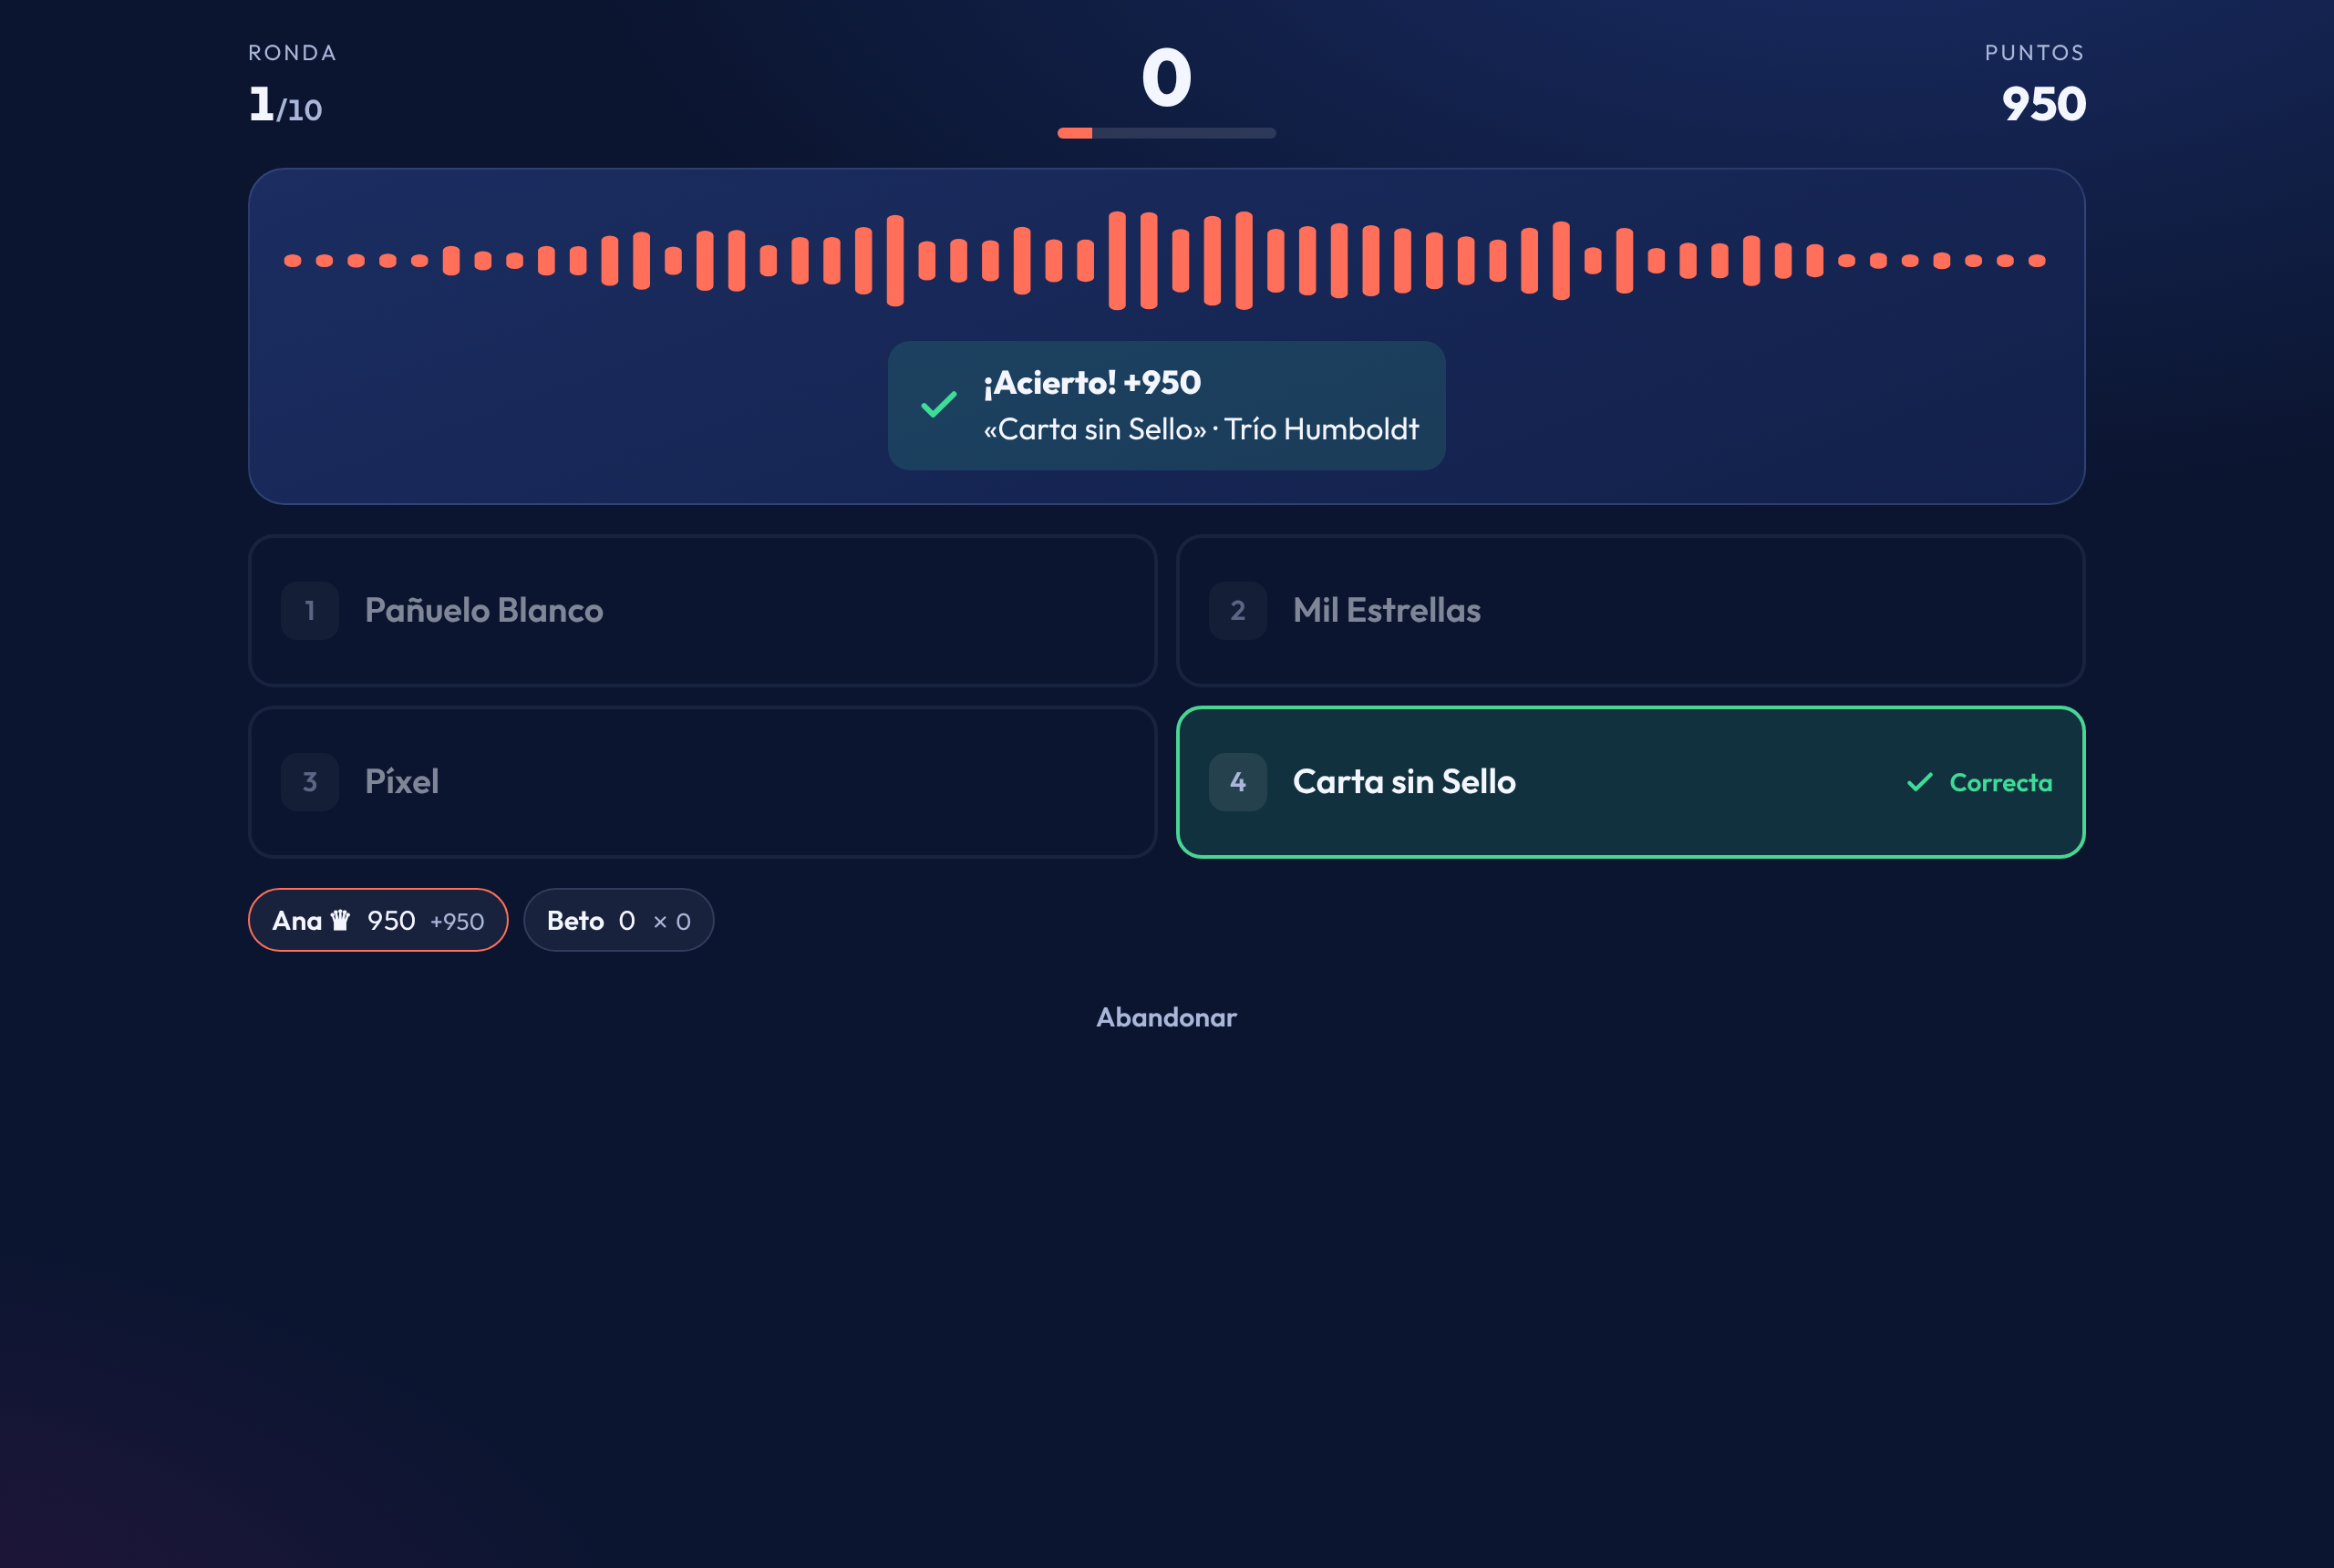 RONDA
1/10
0
PUNTOS
950
¡Acierto! +950
«Carta sin Sello» · Trío Humboldt
1 Pañuelo Blanco
2 Mil Estrellas
3 Píxel
4 Carta sin Sello Correcta
Ana ♛ 950 +950
Beto 0 × 0
Abandonar